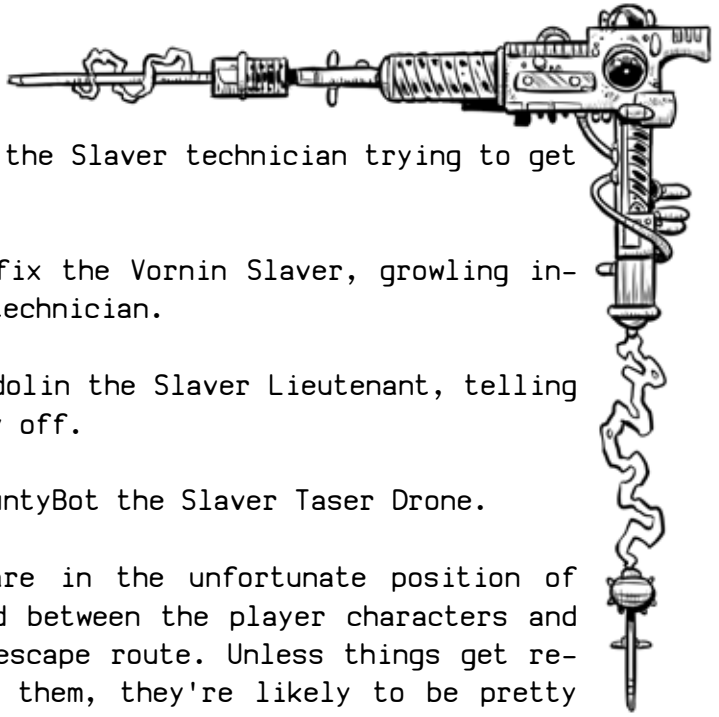 the Slaver technician trying to get
fix the Vornin Slaver, growling in-
technician.
dolin the Slaver Lieutenant, telling
off.
untyBot the Slaver Taser Drone.
are in the unfortunate position of
d between the player characters and
escape route. Unless things get re-
them, they're likely to be pretty